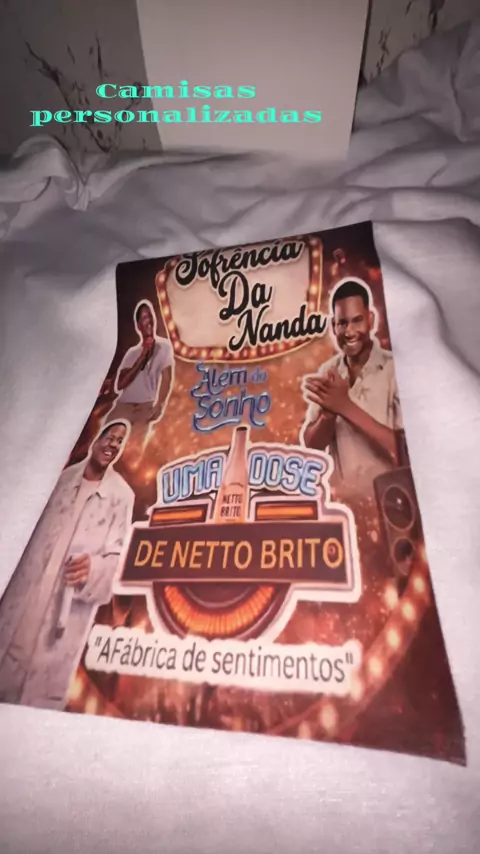 Camisas
personalizadas
Sofrência
Da
Nanda
Além do
Sonho
UMA DOSE
NETTO
BRITO
DE NETTO BRITO
"AFábrica de sentimentos"